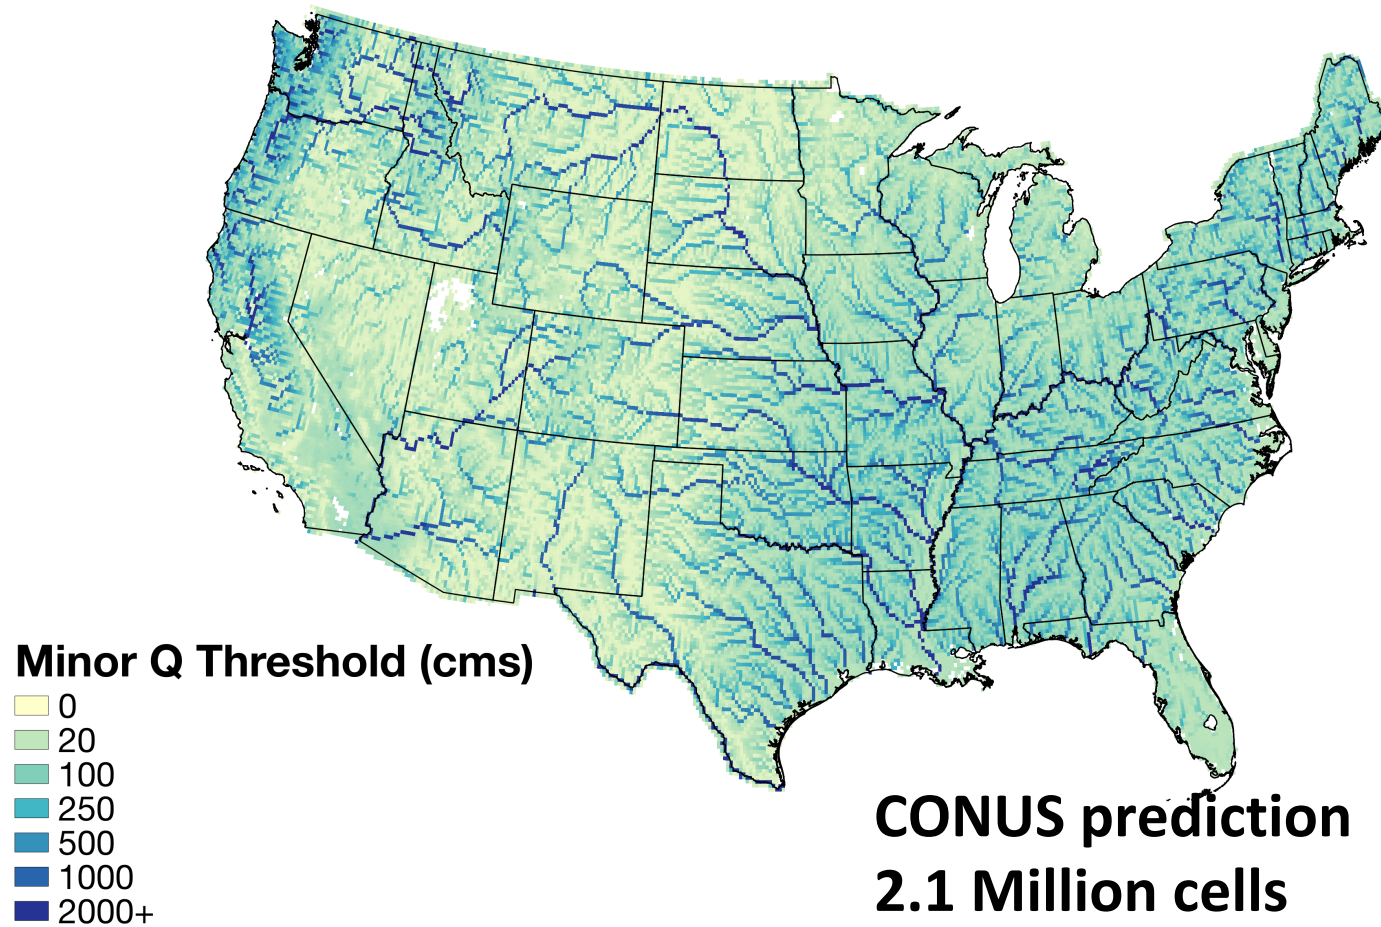 Minor Q Threshold (cms)
0
20
100
250
500
1000
2000+
CONUS prediction
2.1 Million cells